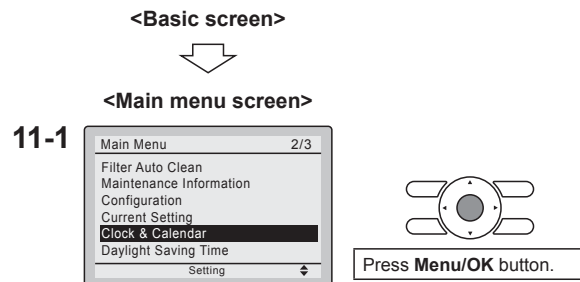 <Basic screen>
<Main menu screen>
11-1
Main Menu 2/3
Filter Auto Clean
Maintenance Information
Configuration
Current Setting
Clock & Calendar
Daylight Saving Time
Setting
Press Menu/OK button.